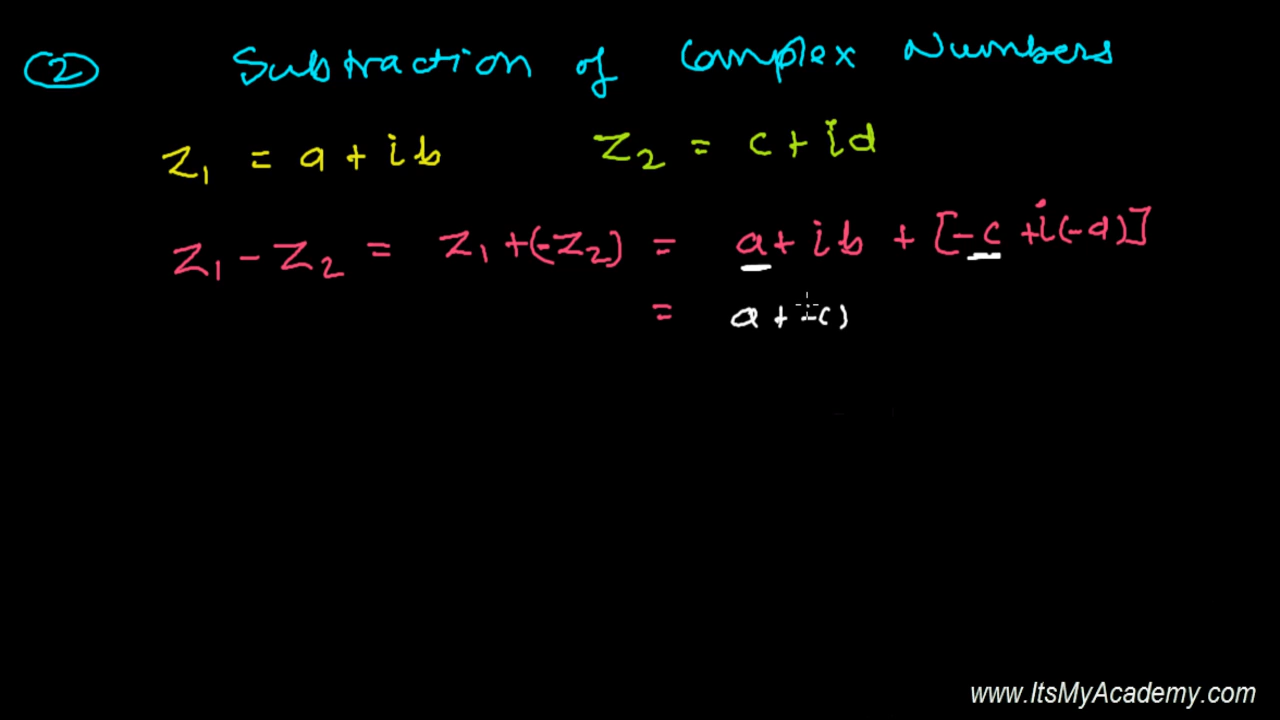 ② Subtraction of Complex Numbers
Z₁ = a + ib Z₂ = c + id
Z₁ - Z₂ = Z₁ + (-Z₂) = a + ib + [-c + i(-d)]
= a + -c)
www.ItsMyAcademy.com